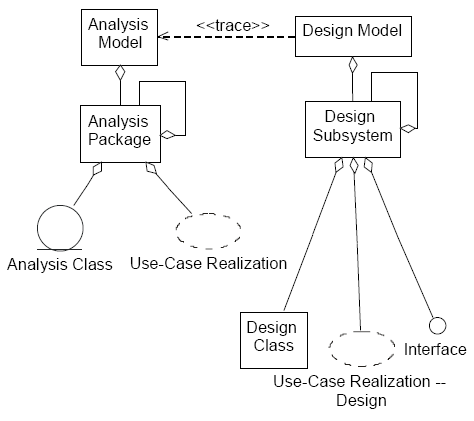 Analysis
Model
<<trace>>
Design Model
Analysis
Package
Design
Subsystem
Analysis Class
Use-Case Realization
Design
Class
Interface
Use-Case Realization --
Design